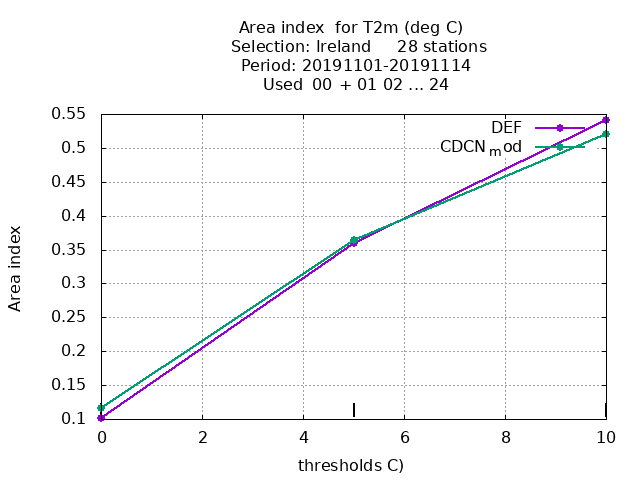 Area index for T2m (deg C)
Selection: Ireland 28 stations
Period: 20191101-20191114
Used 00 + 01 02 ... 24
0.55
0.5
0.45
0.4
0.35
0.3
0.25
0.2
0.15
0.1
Area index
DEF
CDCN_mod
0 2 4 6 8 10
thresholds C)